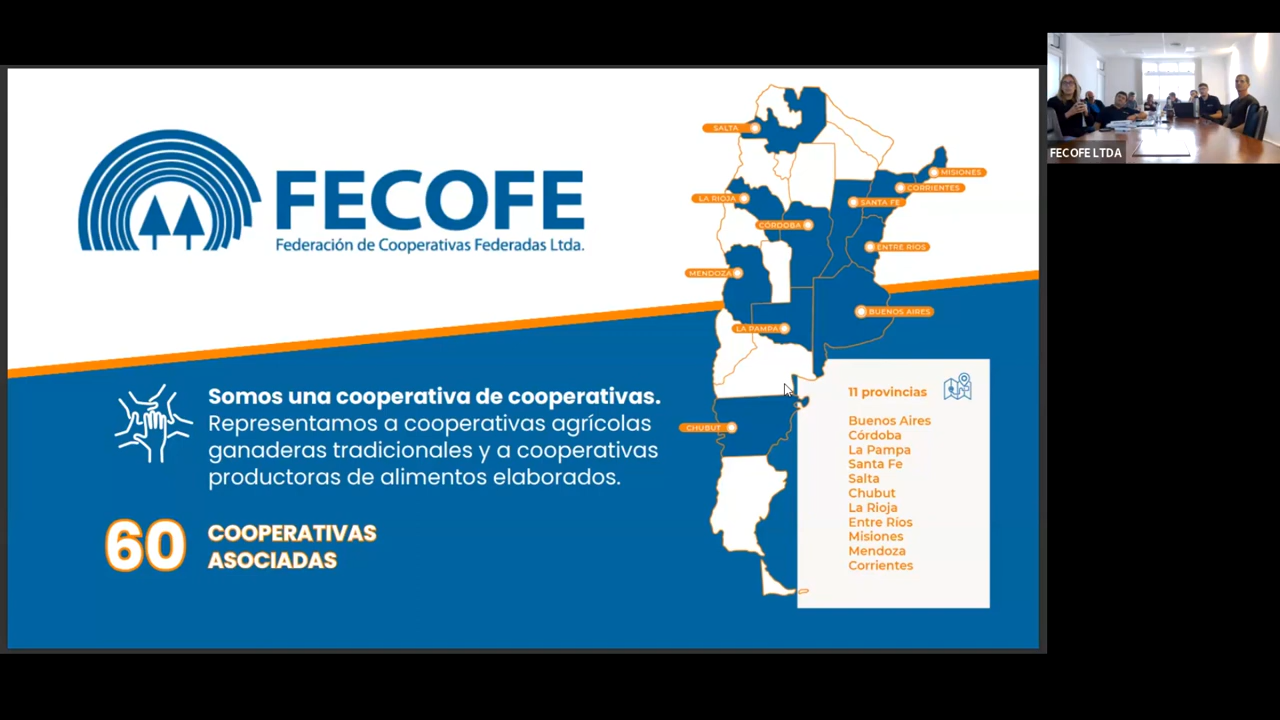 FECOFE
Federación de Cooperativas Federadas Ltda.
Somos una cooperativa de cooperativas.
Representamos a cooperativas agrícolas
ganaderas tradicionales y a cooperativas
productoras de alimentos elaborados.
60
COOPERATIVAS
ASOCIADAS
SALTA
MISIONES
CORRIENTES
LA RIOJA
SANTA FE
CÓRDOBA
ENTRE RÍOS
MENDOZA
BUENOS AIRES
LA PAMPA
CHUBUT
11 provincias
Buenos Aires
Córdoba
La Pampa
Santa Fe
Salta
Chubut
La Rioja
Entre Ríos
Misiones
Mendoza
Corrientes
FECOFE LTDA